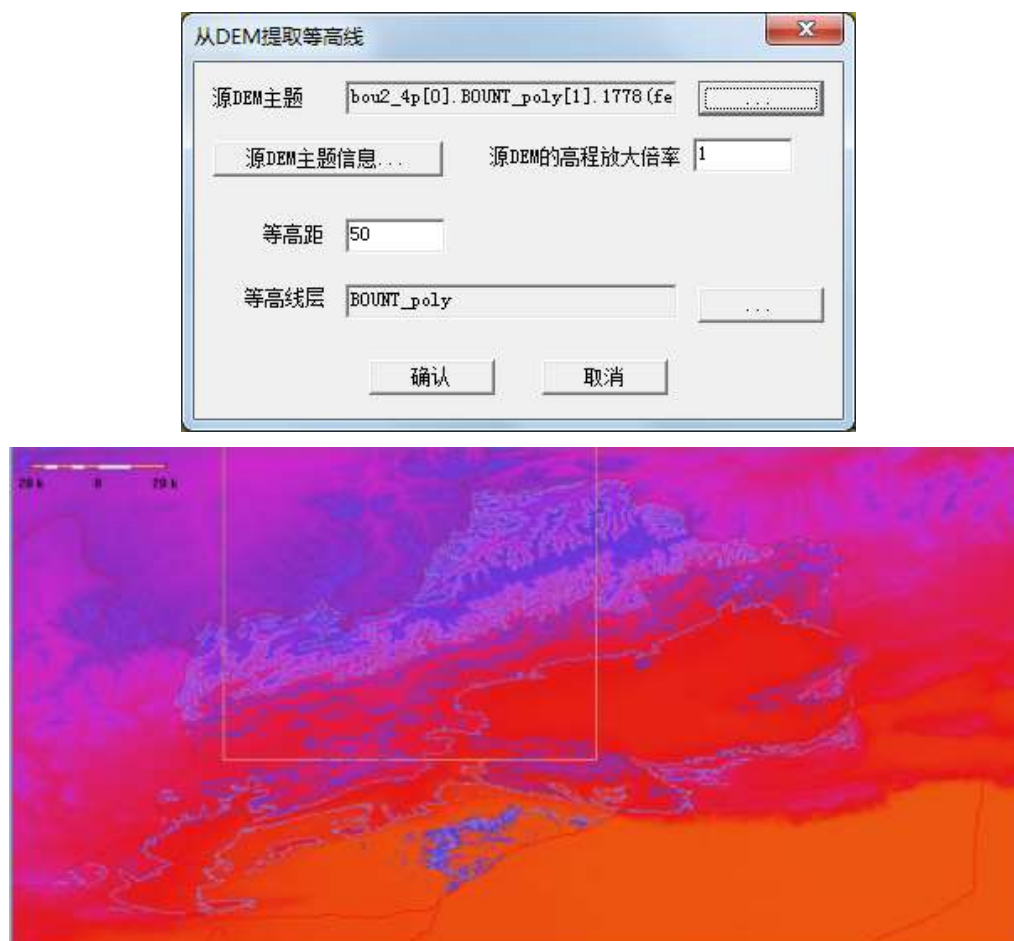 从DEM提取等高线
源DEM主题 bou2_4p[0].BOUNT_poly[1].1778(fe ...
源DEM主题信息... 源DEM的高程放大倍率 1
等高距 50
等高线层 BOUNT_poly ...
确认 取消
20 k 0 20 k